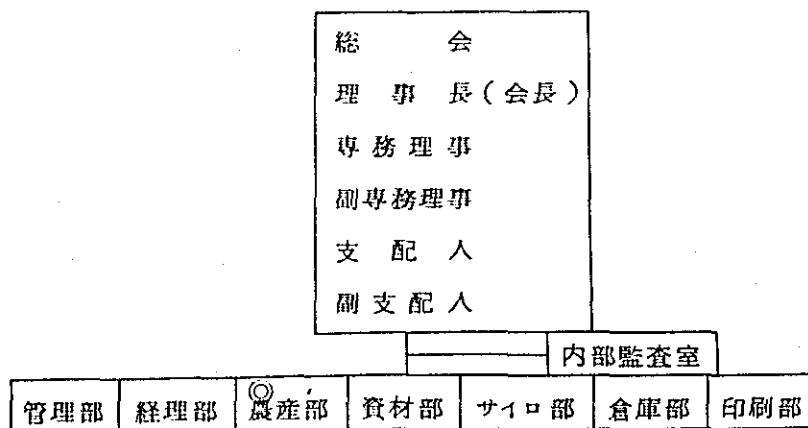 総会
理事長(会長)
専務理事
副専務理事
支配人
副支配人
内部監査室
管理部 経理部 ◎農産部 資材部 サイロ部 倉庫部 印刷部